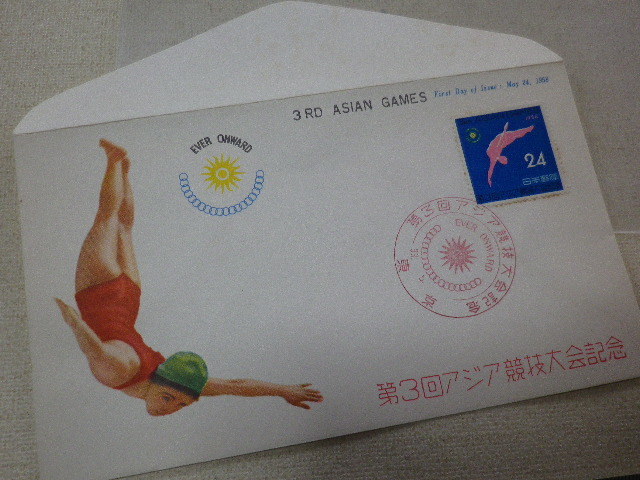 3RD ASIAN GAMES First Day of Issue: May 24, 1958
EVER ONWARD
1958
24
日本郵便
第3回アジア競技大会記念
EVER ONWARD
第3回アジア競技大会記念